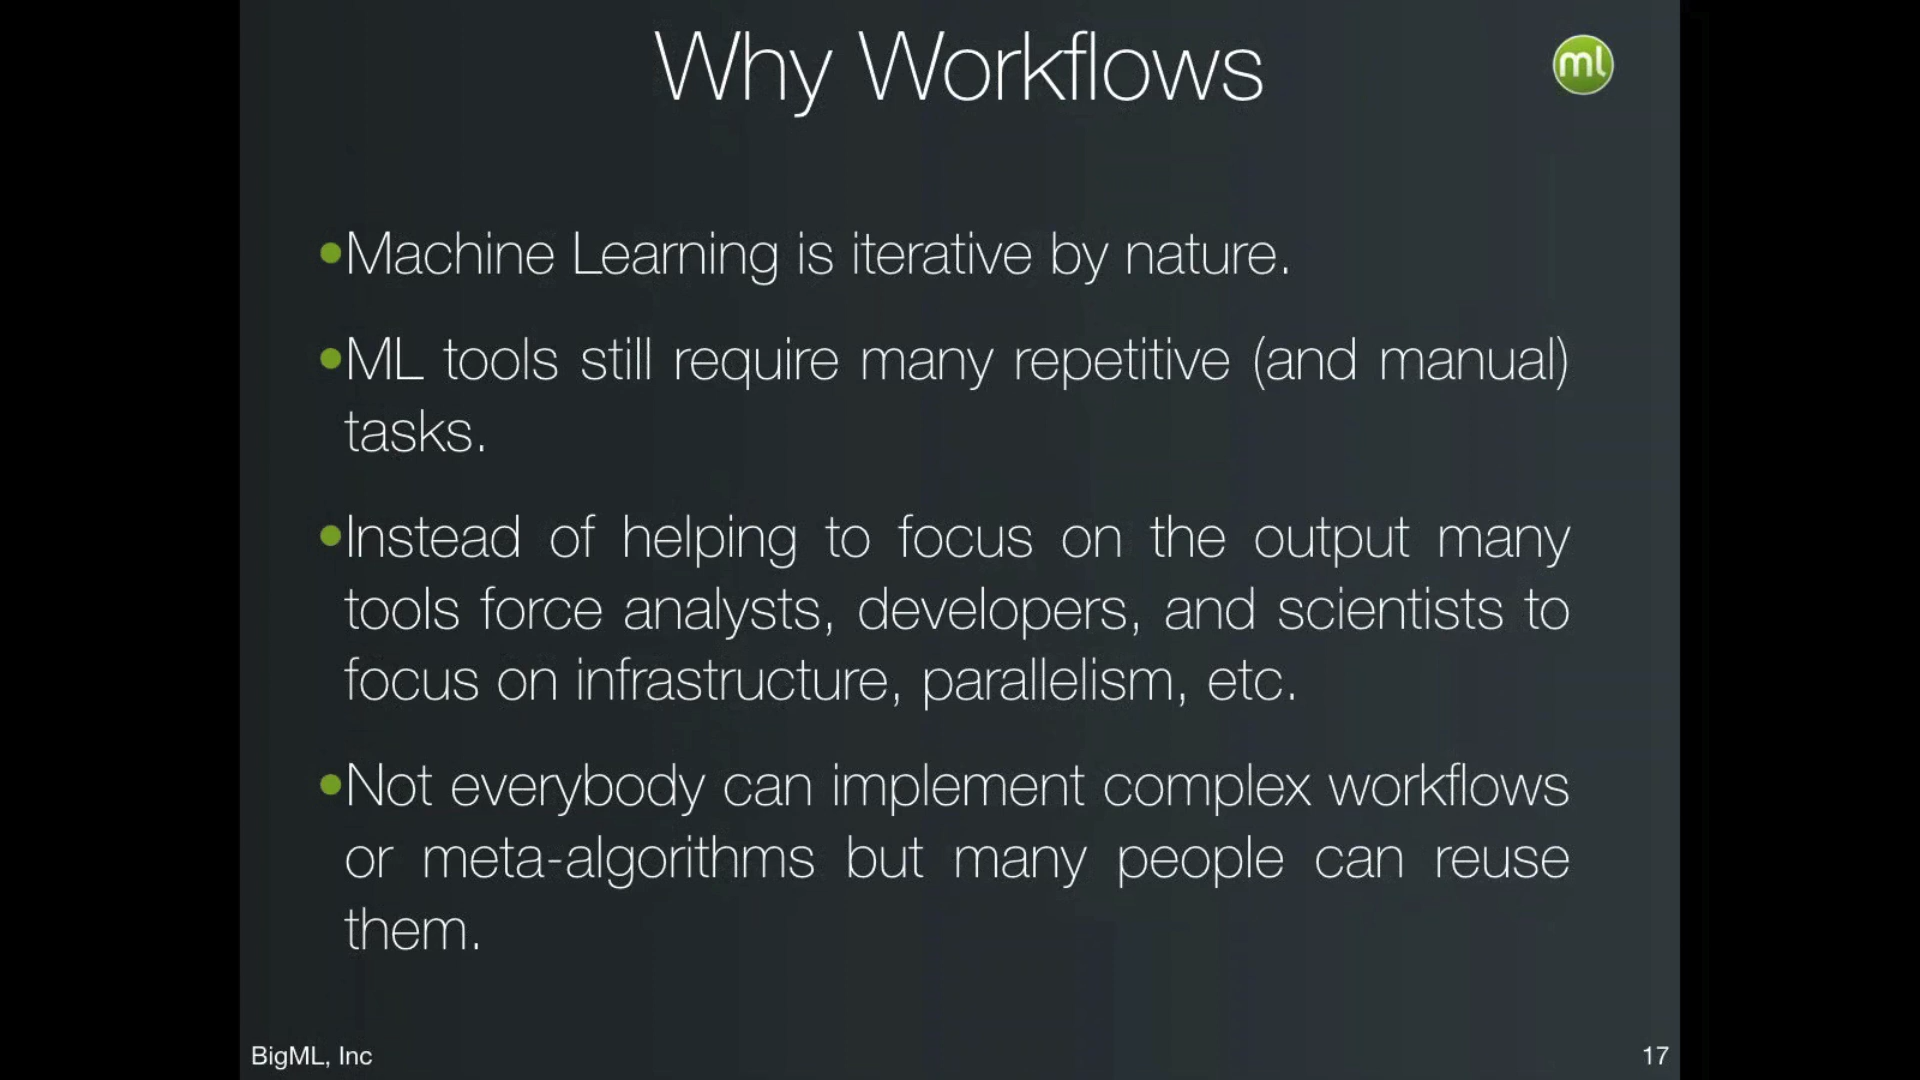 Why Workflows
ml
•Machine Learning is iterative by nature.
•ML tools still require many repetitive (and manual)
tasks.
•Instead of helping to focus on the output many
tools force analysts, developers, and scientists to
focus on infrastructure, parallelism, etc.
•Not everybody can implement complex workflows
or meta-algorithms but many people can reuse
them.
BigML, Inc
17